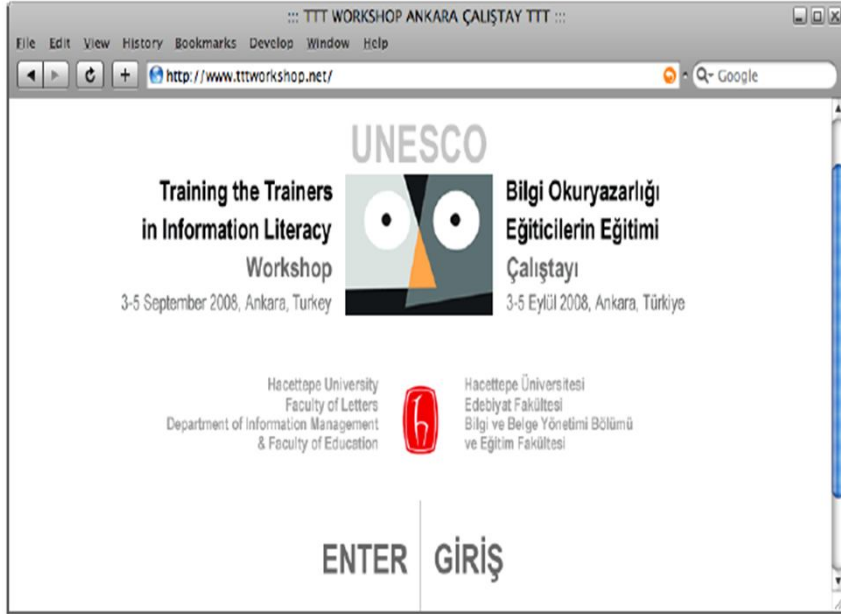 ::: TTT WORKSHOP ANKARA ÇALIŞTAY TTT :::
File Edit View History Bookmarks Develop Window Help
http://www.tttworkshop.net/
Google
UNESCO
Training the Trainers
in Information Literacy
Workshop
3-5 September 2008, Ankara, Turkey
Bilgi Okuryazarlığı
Eğiticilerin Eğitimi
Çalıştayı
3-5 Eylül 2008, Ankara, Türkiye
Hacettepe University
Faculty of Letters
Department of Information Management
& Faculty of Education
Hacettepe Üniversitesi
Edebiyat Fakültesi
Bilgi ve Belge Yönetimi Bölümü
ve Eğitim Fakültesi
ENTER
GİRİŞ